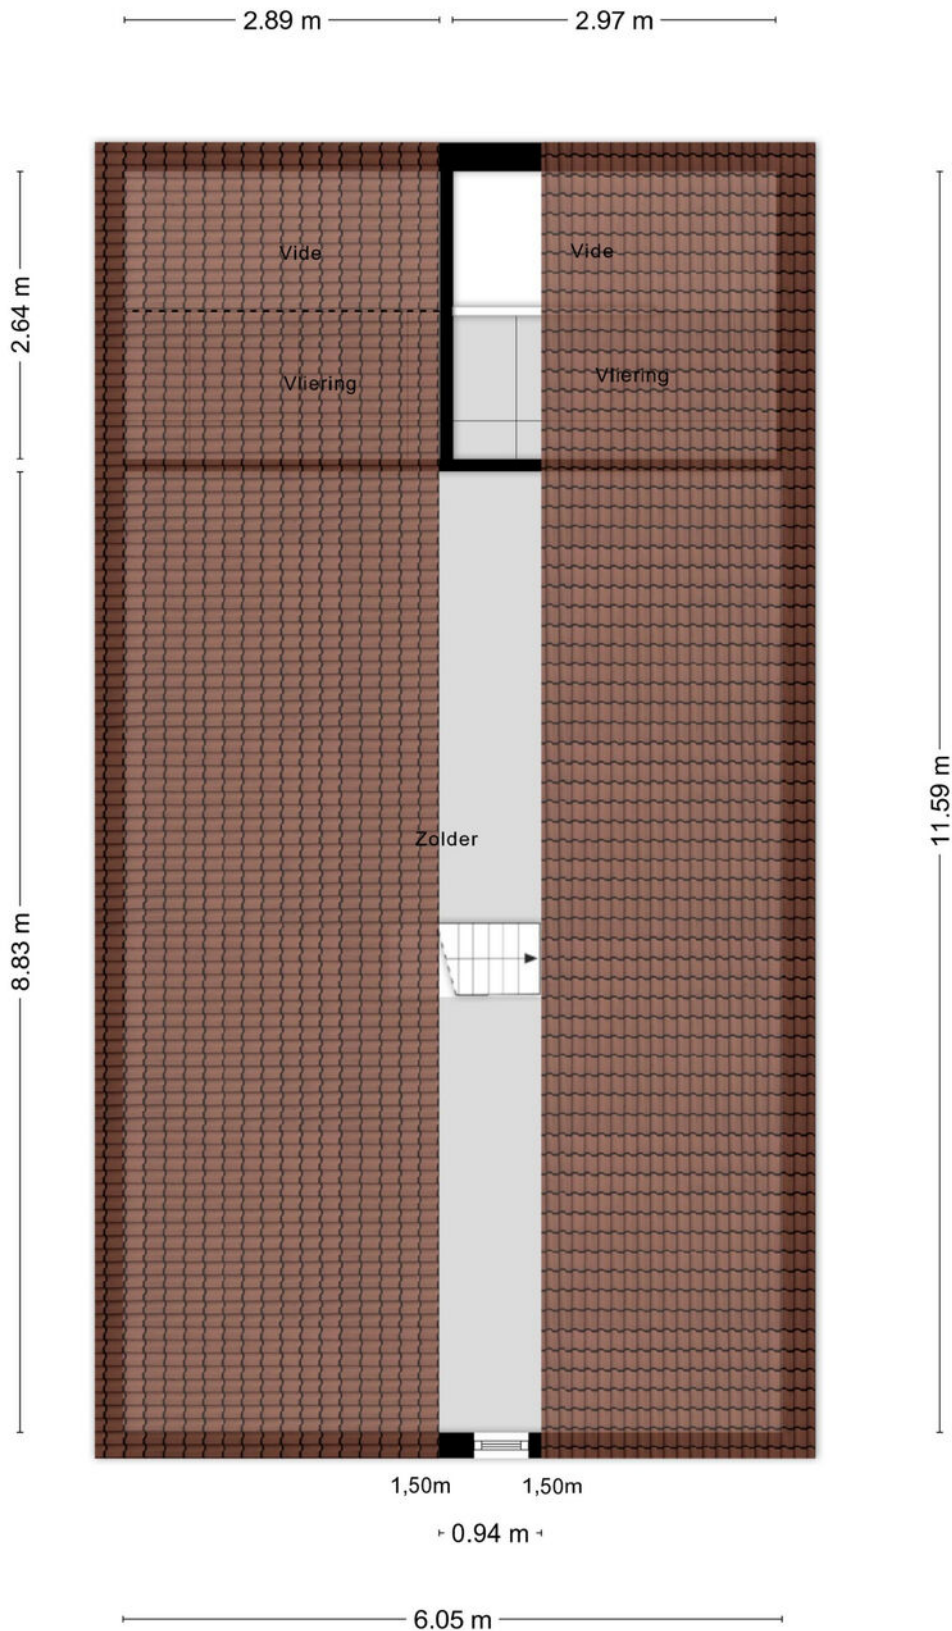 2.89 m
2.97 m
Vide
Vide
2.64 m
Vliering
Vliering
11.59 m
Zolder
8.83 m
1,50m
1,50m
0.94 m
6.05 m